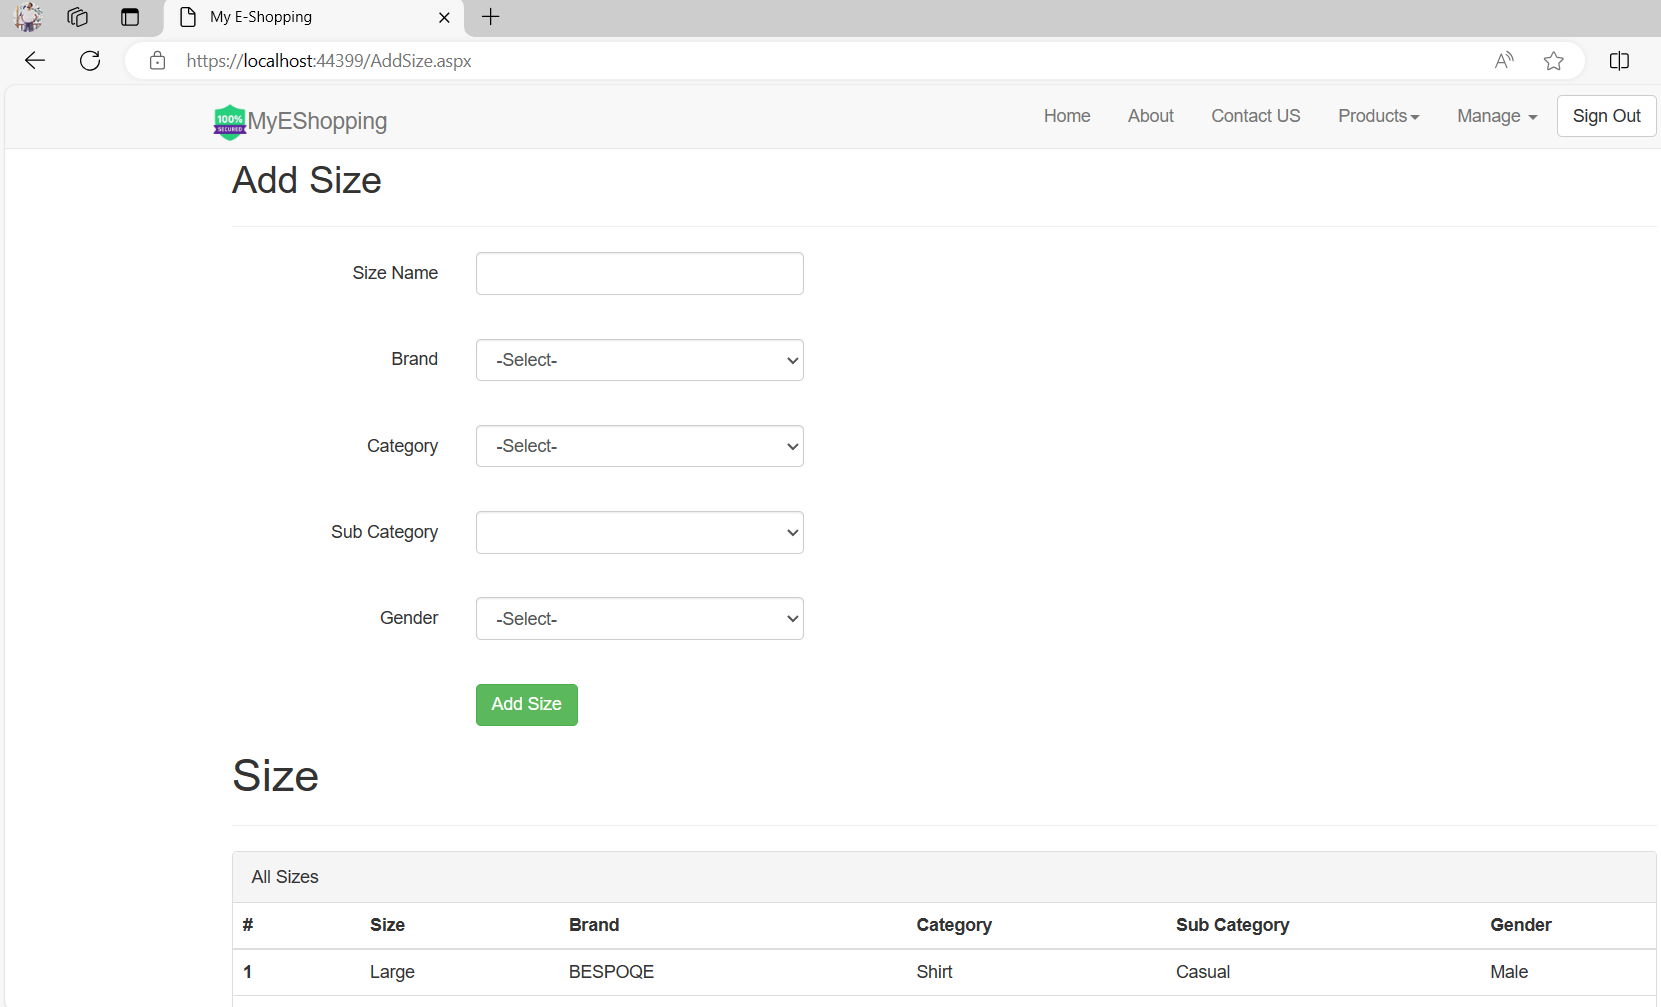 My E-Shopping
https://localhost:44399/AddSize.aspx
100% SECURED MyEShopping Home About Contact US Products Manage Sign Out
Add Size
Size Name
Brand -Select-
Category -Select-
Sub Category
Gender -Select-
Add Size
Size
All Sizes
# Size Brand Category Sub Category Gender
1 Large BESPOQE Shirt Casual Male